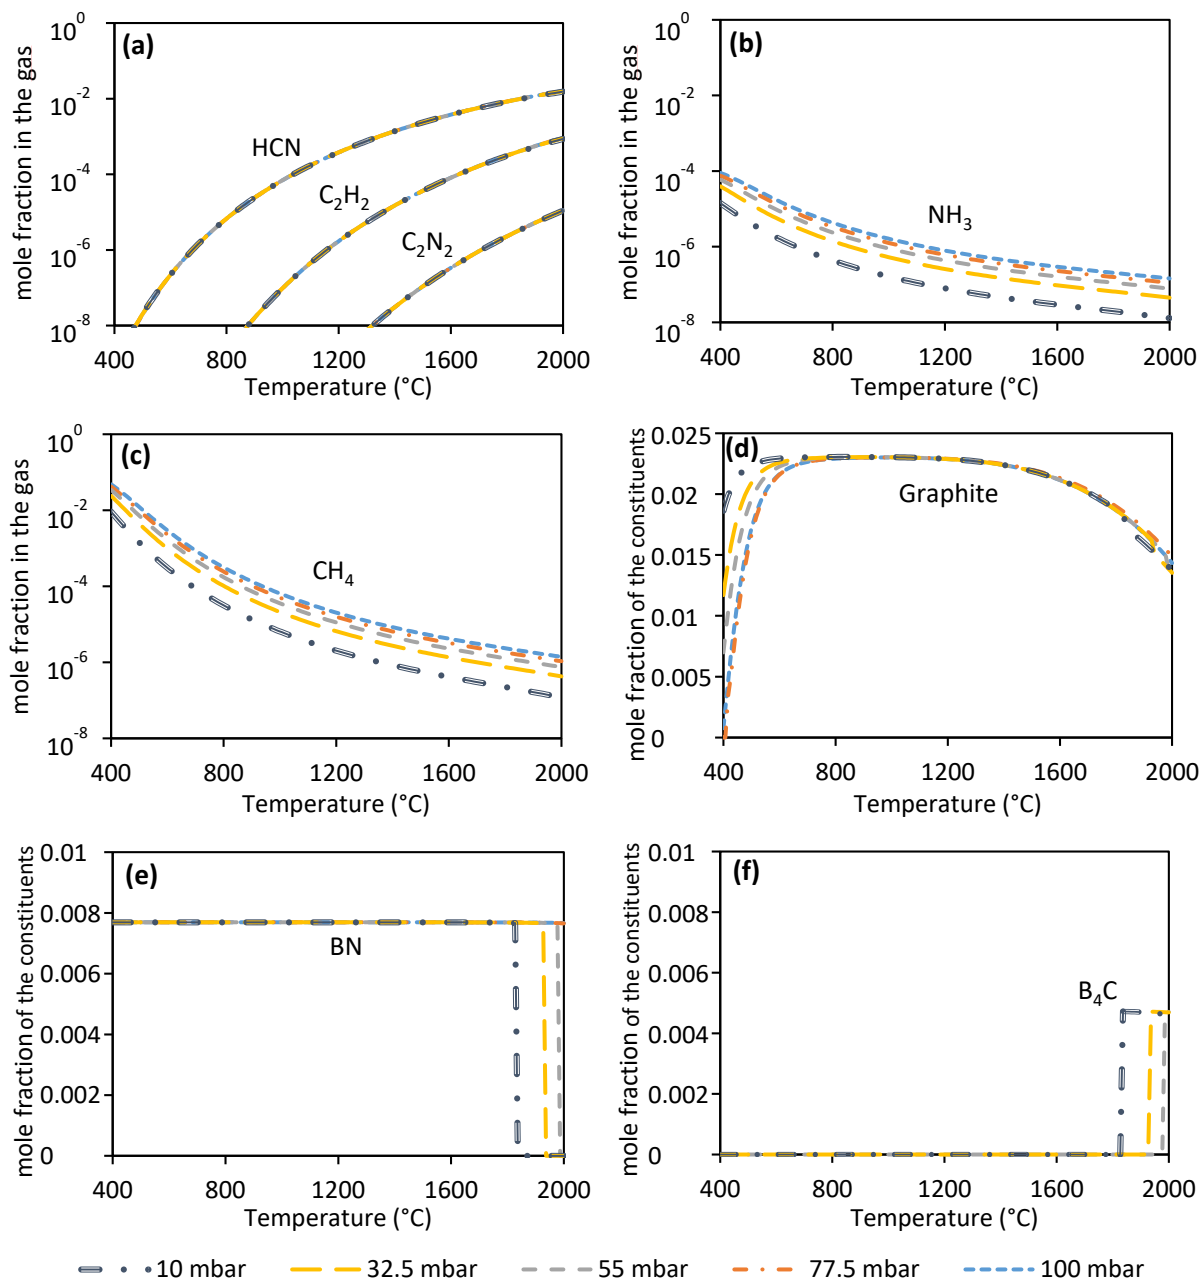 (a)
mole fraction in the gas
10⁰
10⁻²
10⁻⁴
10⁻⁶
10⁻⁸
HCN
C₂H₂
C₂N₂
400 800 1200 1600 2000
Temperature (°C)
(b)
mole fraction in the gas
10⁰
10⁻²
10⁻⁴
10⁻⁶
10⁻⁸
NH₃
400 800 1200 1600 2000
Temperature (°C)
(c)
mole fraction in the gas
10⁰
10⁻²
10⁻⁴
10⁻⁶
10⁻⁸
CH₄
400 800 1200 1600 2000
Temperature (°C)
(d)
mole fraction of the constituents
0.025
0.02
0.015
0.01
0.005
0
Graphite
400 800 1200 1600 2000
Temperature (°C)
(e)
mole fraction of the constituents
0.01
0.008
0.006
0.004
0.002
0
BN
400 800 1200 1600 2000
Temperature (°C)
(f)
mole fraction of the constituents
0.01
0.008
0.006
0.004
0.002
0
B₄C
400 800 1200 1600 2000
Temperature (°C)
10 mbar 32.5 mbar 55 mbar 77.5 mbar 100 mbar